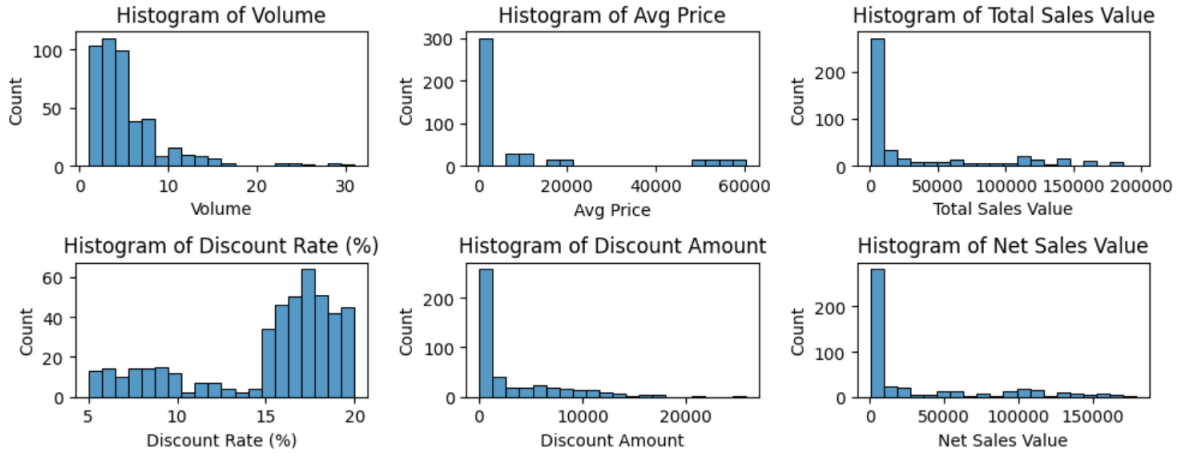 Histogram of Volume
Count
100
50
0
0 10 20 30
Volume
Histogram of Avg Price
Count
300
200
100
0
0 20000 40000 60000
Avg Price
Histogram of Total Sales Value
Count
200
100
0
0 50000 100000 150000 200000
Total Sales Value
Histogram of Discount Rate (%)
Count
60
40
20
0
5 10 15 20
Discount Rate (%)
Histogram of Discount Amount
Count
200
100
0
0 10000 20000
Discount Amount
Histogram of Net Sales Value
Count
200
100
0
0 50000 100000 150000
Net Sales Value